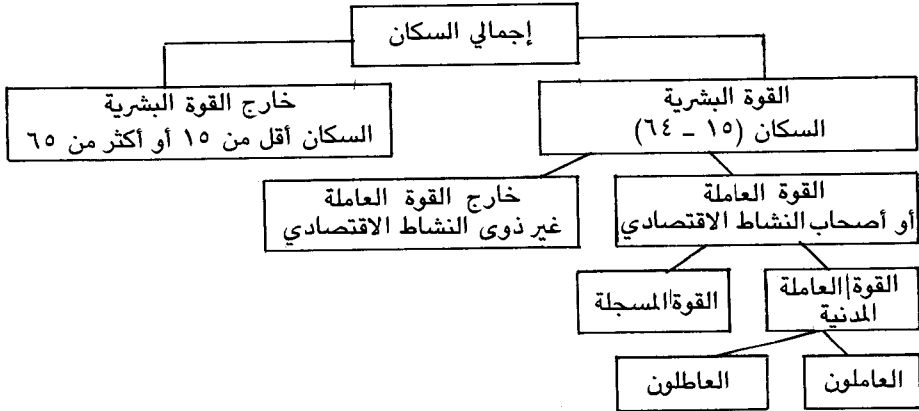 إجمالي السكان
القوة البشرية
السكان (١٥ – ٦٤)
خارج القوة البشرية
السكان أقل من ١٥ أو أكثر من ٦٥
القوة العاملة
أو أصحاب النشاط الاقتصادي
خارج القوة العاملة
غير ذوى النشاط الاقتصادي
القوة العاملة
المدنية
القوة المسجلة
العاملون
العاطلون